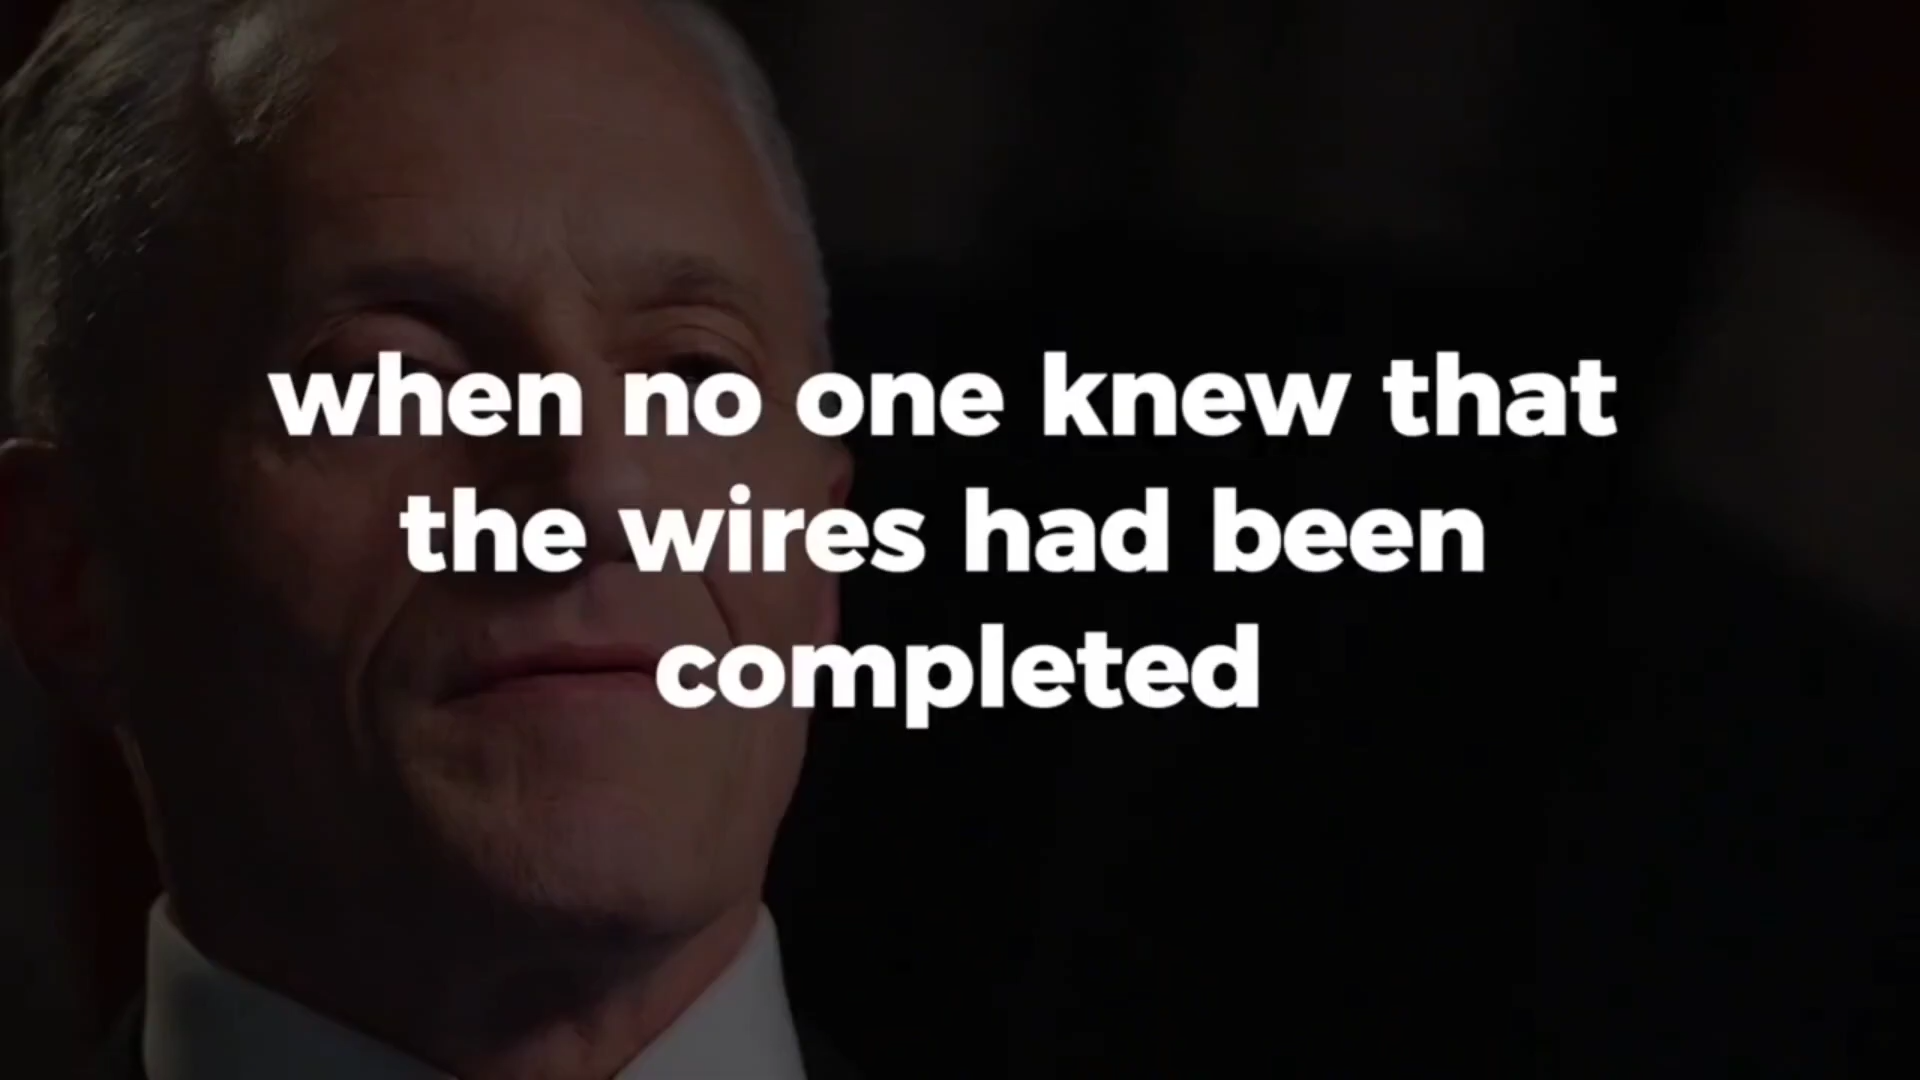 when no one knew that
the wires had been
completed